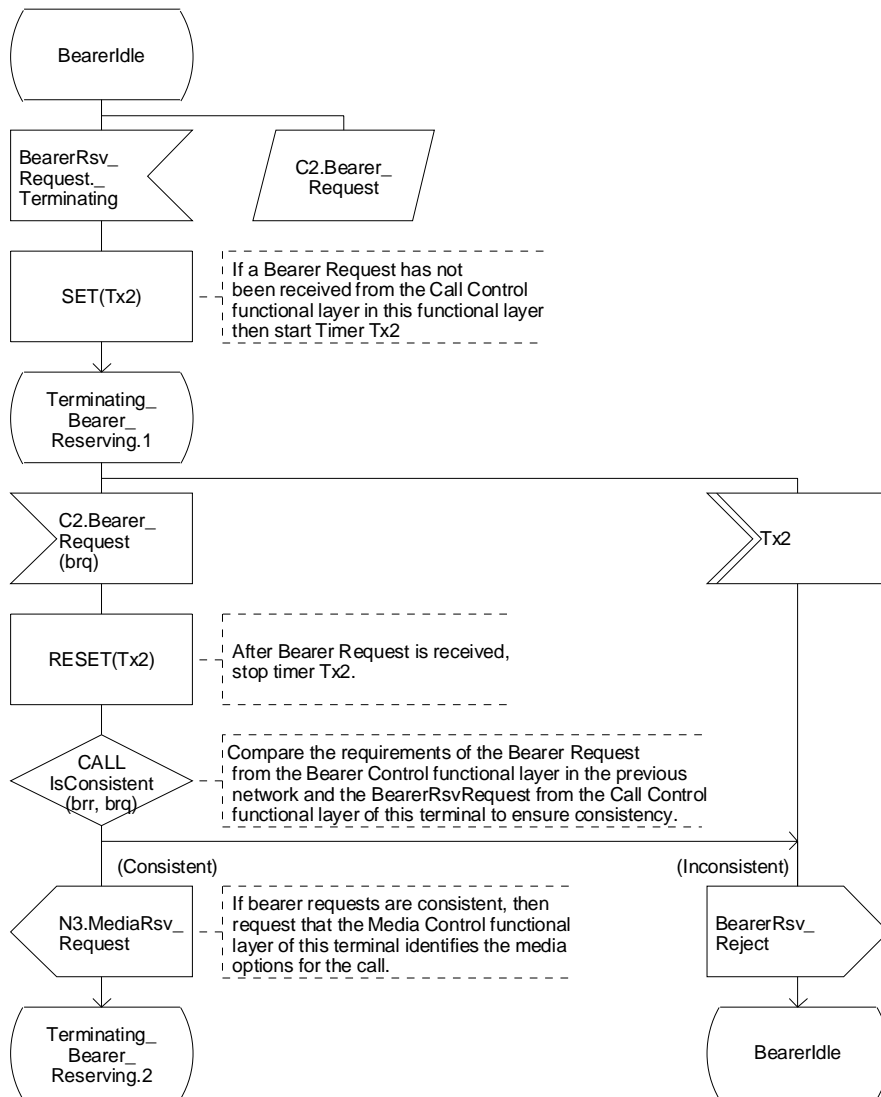 BearerIdle
BearerRsv_
Request._
Terminating
C2.Bearer_
Request
SET(Tx2)
If a Bearer Request has not
been received from the Call Control
functional layer in this functional layer
then start Timer Tx2
Terminating_
Bearer_
Reserving.1
C2.Bearer_
Request
(brq)
Tx2
RESET(Tx2)
After Bearer Request is received,
stop timer Tx2.
CALL
IsConsistent
(brr, brq)
Compare the requirements of the Bearer Request
from the Bearer Control functional layer in the previous
network and the BearerRsvRequest from the Call Control
functional layer of this terminal to ensure consistency.
(Consistent)
(Inconsistent)
N3.MediaRsv_
Request
If bearer requests are consistent, then
request that the Media Control functional
layer of this terminal identifies the media
options for the call.
BearerRsv_
Reject
Terminating_
Bearer_
Reserving.2
BearerIdle